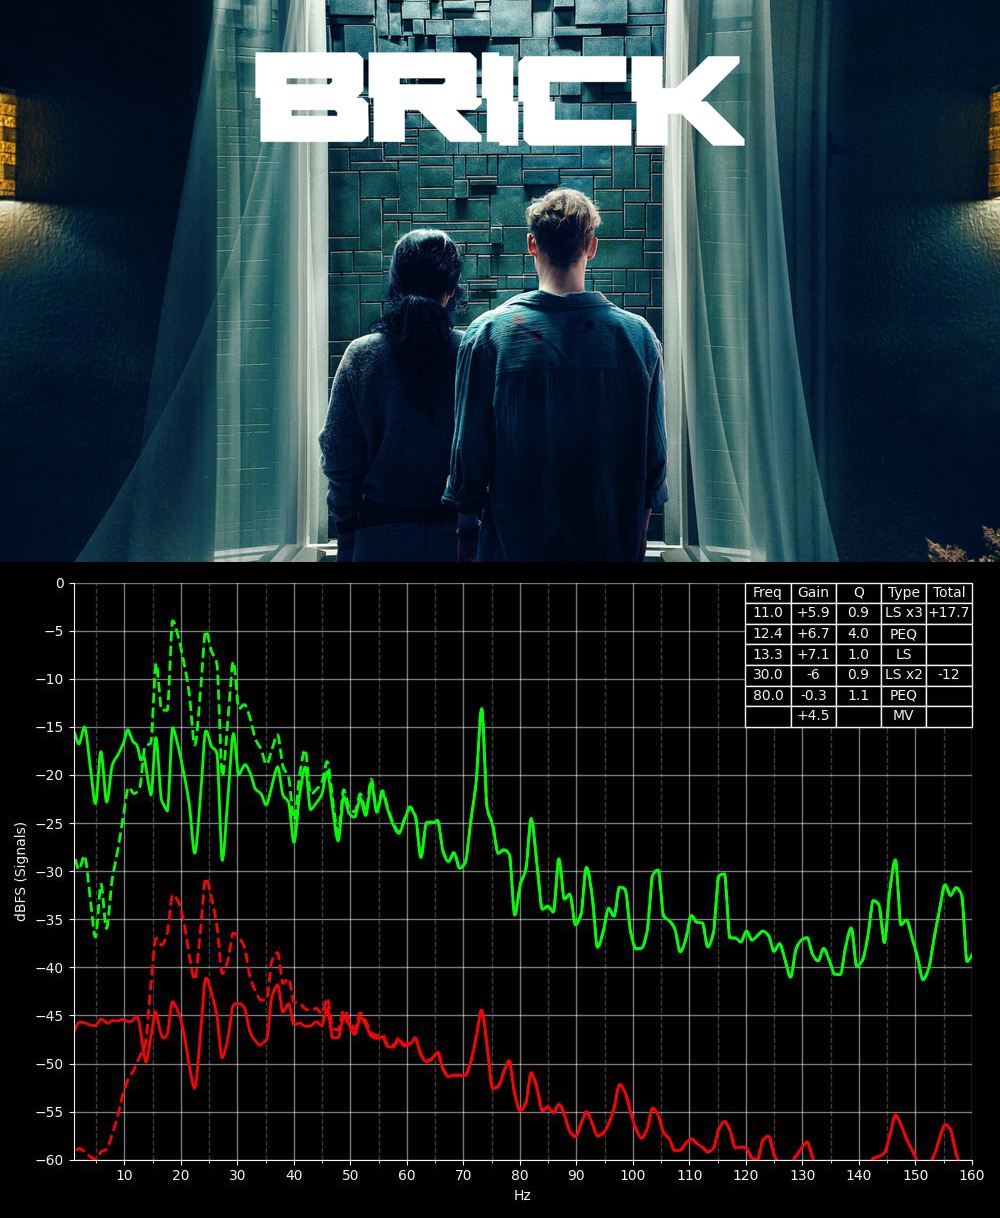 BRICK
Freq Gain Q Type Total
11.0 +5.9 0.9 LS x3 +17.7
12.4 +6.7 4.0 PEQ
13.3 +7.1 1.0 LS
30.0 -6 0.9 LS x2 -12
80.0 -0.3 1.1 PEQ
+4.5 MV
0
−5
−10
−15
−20
−25
−30
−35
−40
−45
−50
−55
−60
dBFS (Signals)
10 20 30 40 50 60 70 80 90 100 110 120 130 140 150 160
Hz